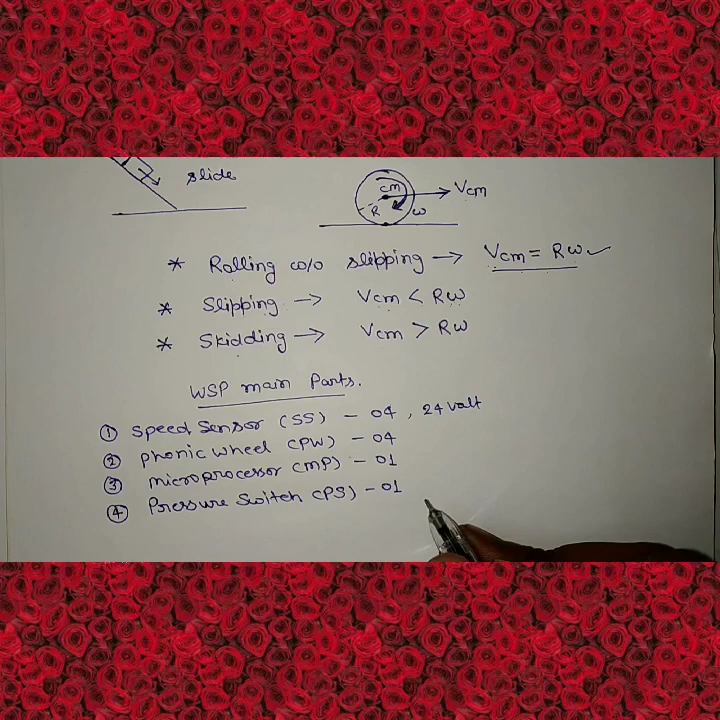 slide
cm
Vcm
R
ω
* Rolling w/o slipping → Vcm = Rω ✓
* Slipping → Vcm < Rω
* Skidding → Vcm > Rω
WSP main Parts.
① Speed Sensor (SS) – 04 , 24 Volt
② phonic wheel (PW) – 04
③ microprocessor (MP) – 01
④ Pressure Switch (PS) – 01